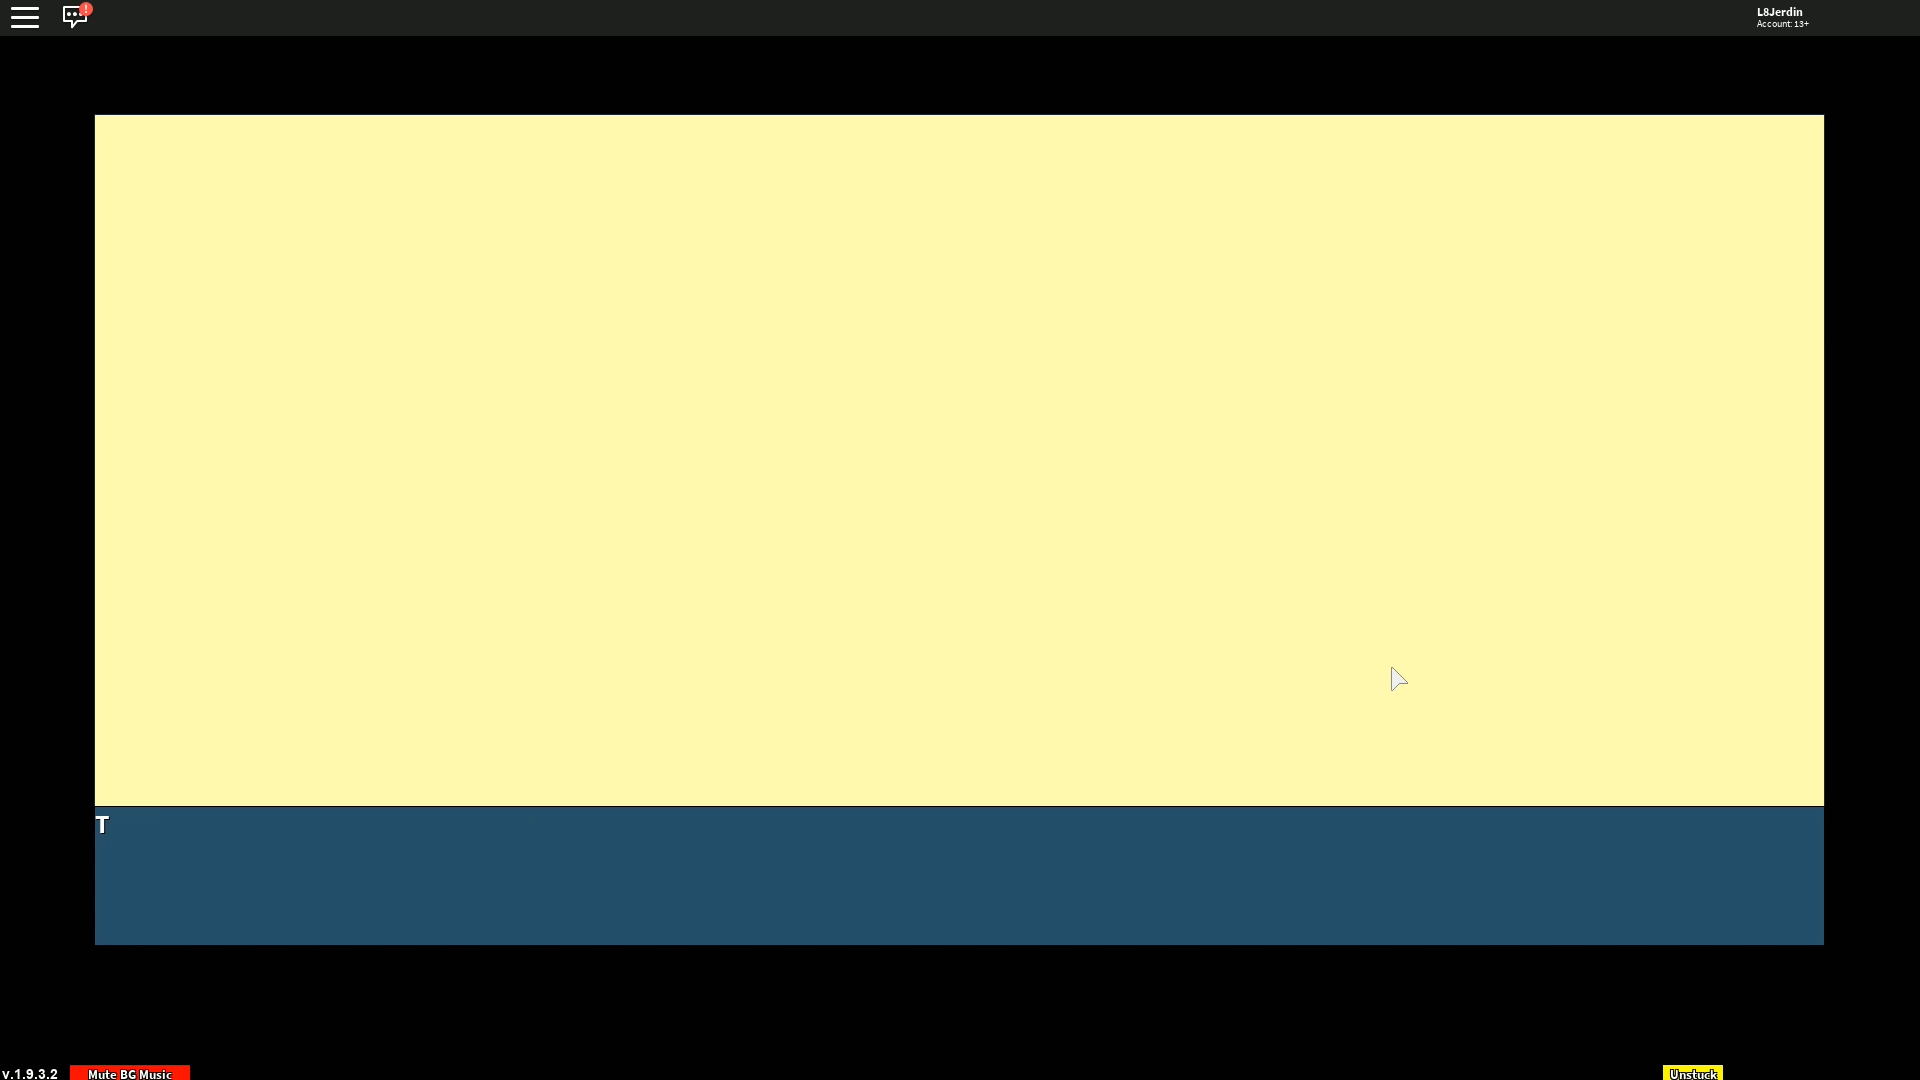 L8Jerdin
Account: 13+
T
v.1.9.3.2
Mute BG Music
Unstuck